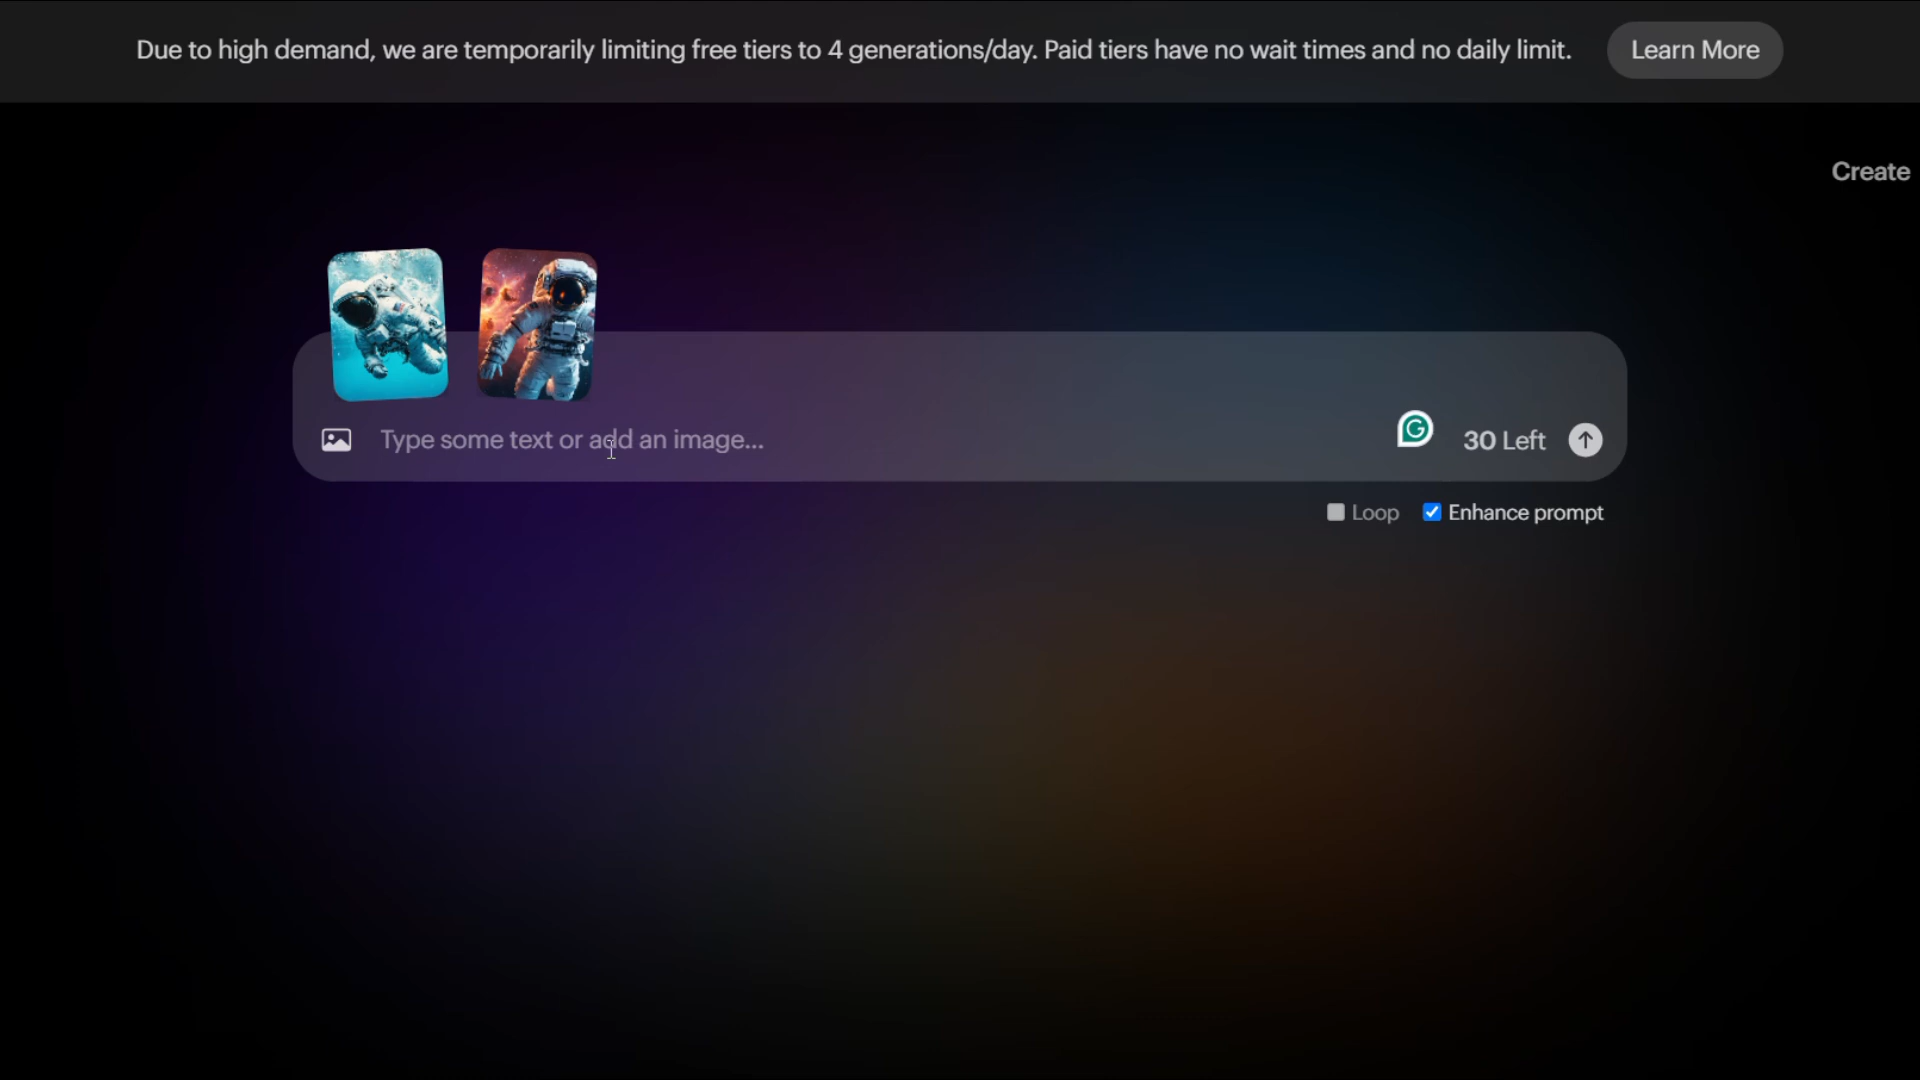 Due to high demand, we are temporarily limiting free tiers to 4 generations/day. Paid tiers have no wait times and no daily limit.
Learn More
Create
Type some text or add an image...
30 Left
Loop
Enhance prompt